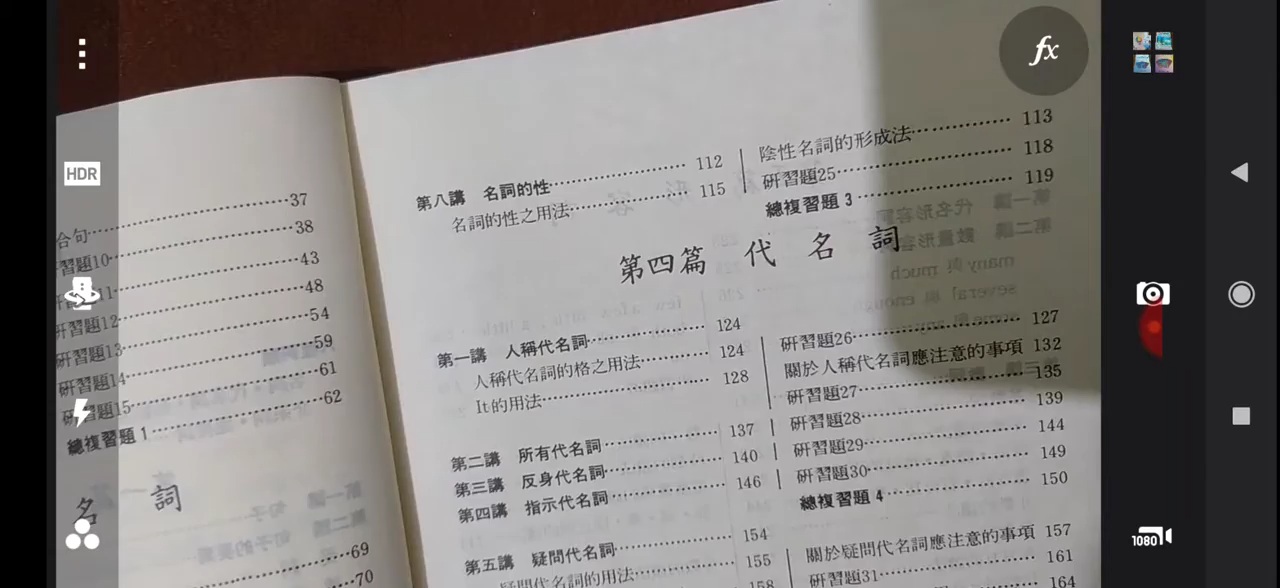 合句 37
習題10 38
研習題11 43
研習題12 48
研習題13 54
研習題14 59
研習題15 61
總複習題1 62
名 詞
69
70
第八講 名詞的性 112
名詞的性之用法 115
陰性名詞的形成法 113
研習題25 118
總複習題3 119
第四篇 代 名 詞
第一講 人稱代名詞 124
人稱代名詞的格之用法 124
It的用法 128
研習題26 127
關於人稱代名詞應注意的事項 132
研習題27 135
第二講 所有代名詞 137
第三講 反身代名詞 140
第四講 指示代名詞 146
研習題28 139
研習題29 144
研習題30 149
總複習題4 150
第五講 疑問代名詞 154
疑問代名詞的用法 155
158
關於疑問代名詞應注意的事項 157
研習題31 161
164
HDR
fx
1080